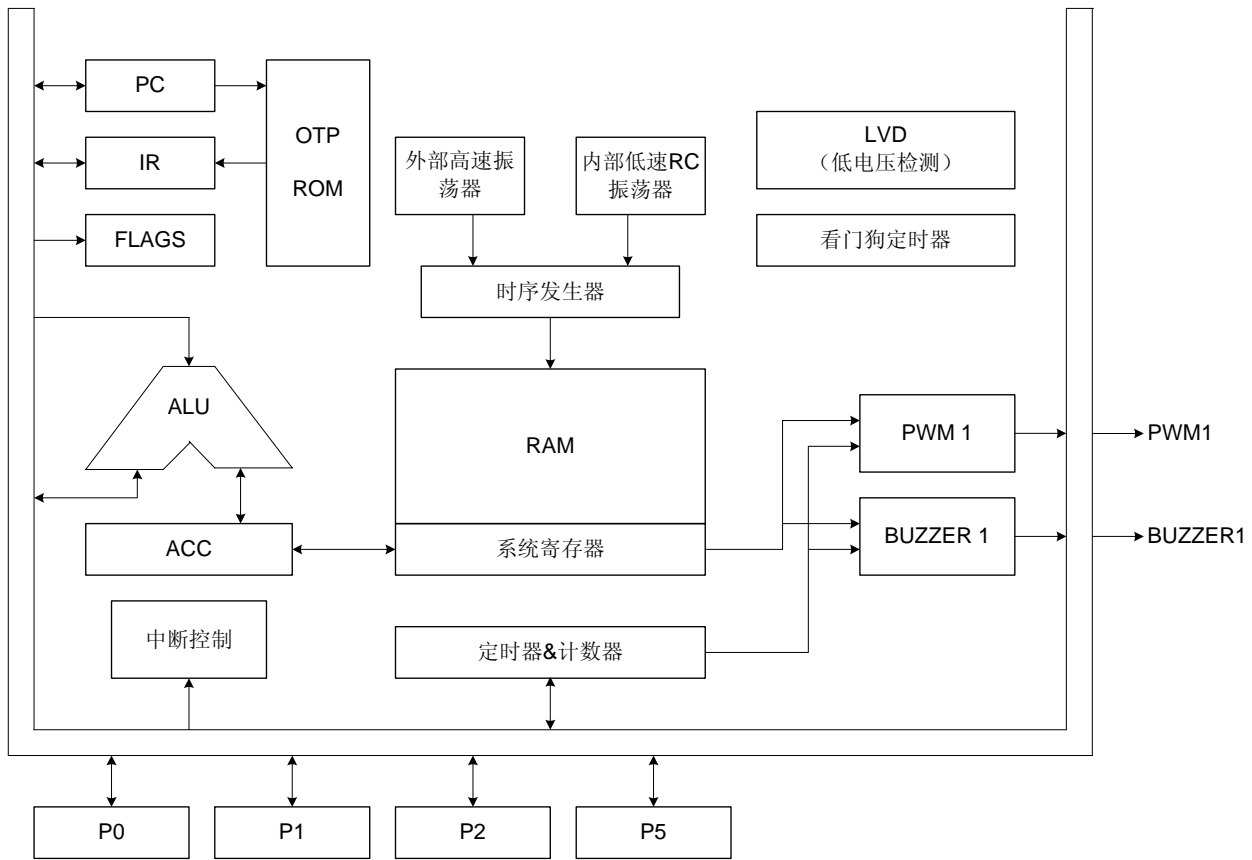 PC
OTP
ROM
IR
FLAGS
外部高速振
荡器
内部低速RC
振荡器
LVD
（低电压检测）
看门狗定时器
时序发生器
ALU
RAM
PWM 1
PWM1
ACC
系统寄存器
BUZZER 1
BUZZER1
中断控制
定时器&计数器
P0
P1
P2
P5